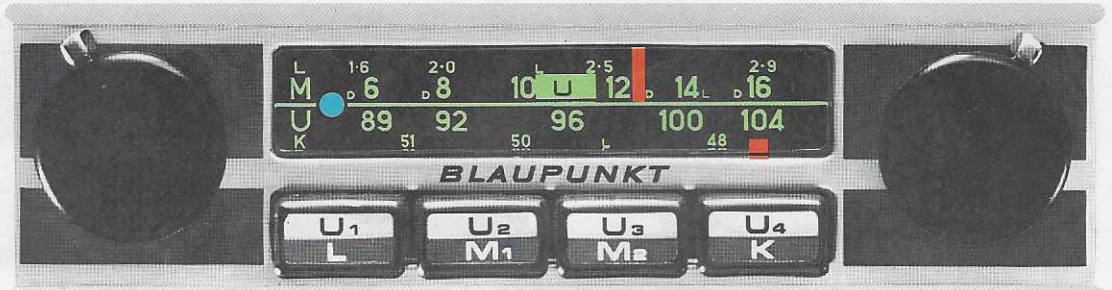 L 1·6 2·0 L 2·5 2·9
M D 6 D 8 10 U 12 D 14 L D 16
U 89 92 96 100 104
K 51 50 L 48
BLAUPUNKT
U1 U2 U3 U4
L M1 M2 K